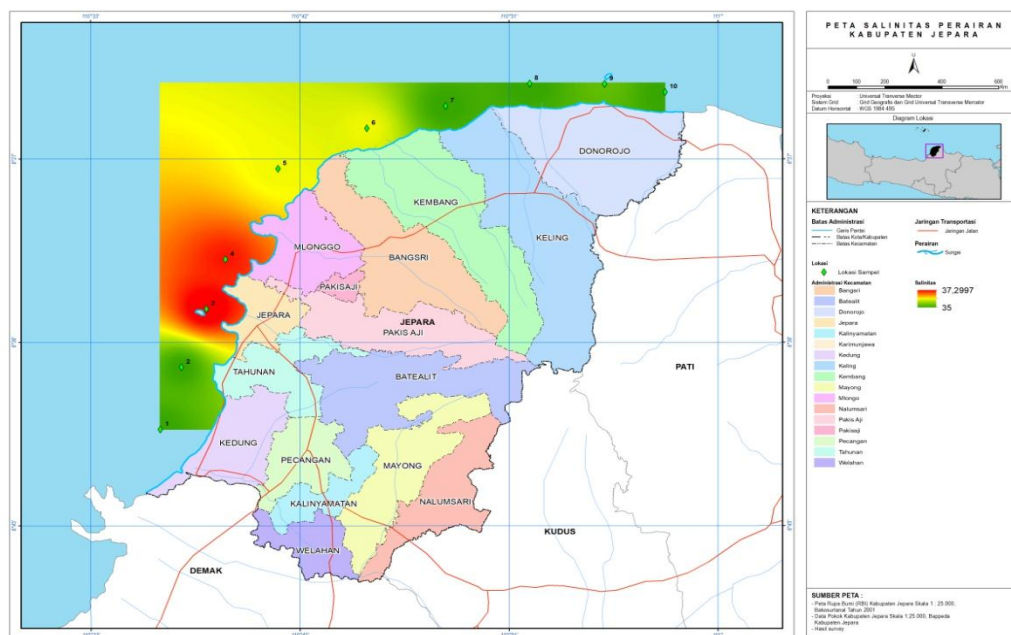 PETA SALINITAS PERAIRAN
KABUPATEN JEPARA
0 100 200 400 600
Km
Proyeksi Universal Transverse Mector
Sistem Grid Grid Geografis dan Grid Universal Transverse Mercator
Datum Horisontal WGS 1984 49S
Diagram Lokasi
KETERANGAN
Batas Administrasi
Garis Pantai
Batas Kota/Kabupaten
Batas Kecamatan
Jaringan Transportasi
Jaringan Jalan
Perairan
Sungai
Lokasi
Lokasi Sampel
Administrasi Kecamatan
Bangsri
Batealit
Donorojo
Jepara
Kalinyamatan
Karimunjawa
Kedung
Keling
Kembang
Mayong
Mlongo
Nalumsari
Pakis Aji
Pakisaji
Pecangan
Tahunan
Welahan
Salinitas
37,2997
35
SUMBER PETA :
- Peta Rupa Bumi (RBI) Kabupaten Jepara Skala 1 : 25.000,
Bakosurtanal Tahun 2001
- Data Pokok Kabupaten Jepara Skala 1:25.000, Bappeda
Kabupaten Jepara
- Hasil survey
8
9
10
7
6
5
DONOROJO
KEMBANG
KELING
MLONGGO
BANGSRI
PAKISAJI
JEPARA
JEPARA
PAKIS AJI
2
TAHUNAN
BATEALIT
PATI
1
KEDUNG
PECANGAN
MAYONG
KALINYAMATAN
NALUMSARI
KUDUS
WELAHAN
DEMAK